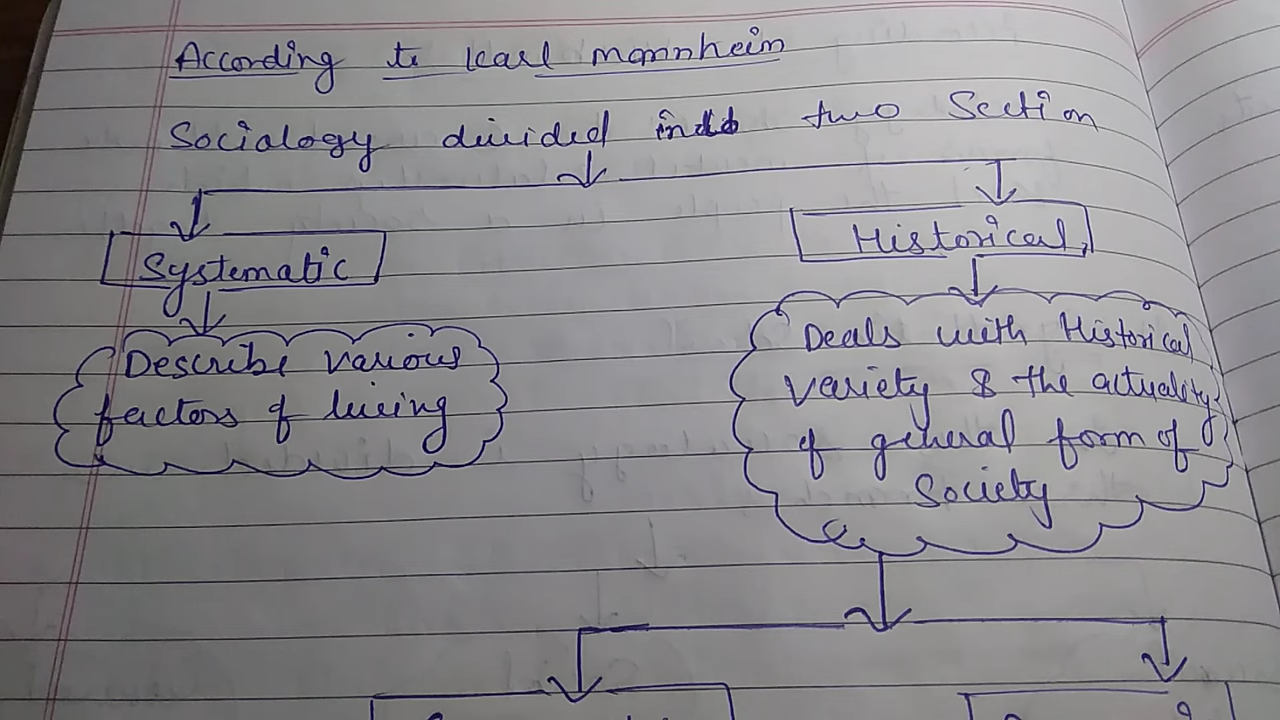 According to Karl Mannheim
Socialogy divided into two Section
Systematic
Historical,
Describe various
factors of living
Deals with Historical
variety & the actuality
of general form of
Society